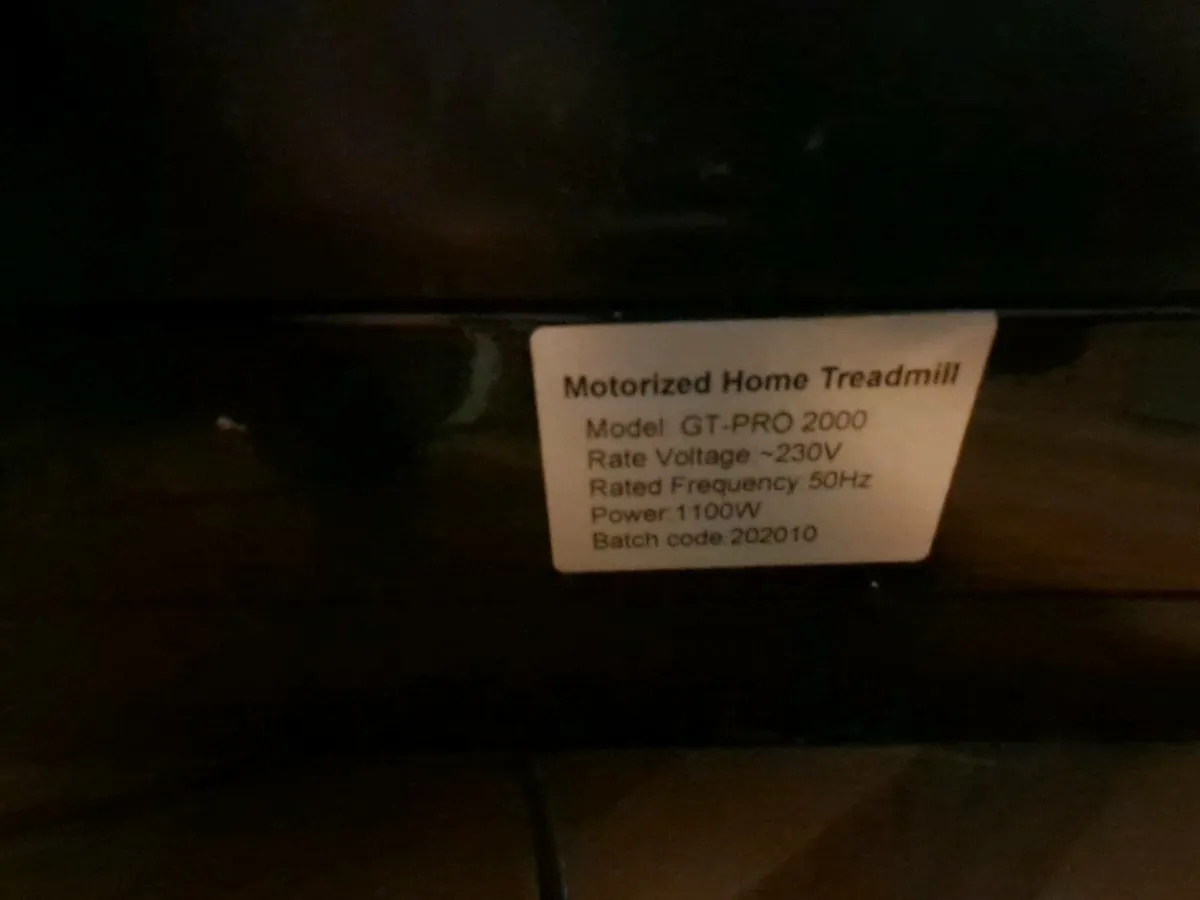 Motorized Home Treadmill
Model: GT-PRO 2000
Rate Voltage ~230V
Rated Frequency 50Hz
Power:1100W
Batch code:202010